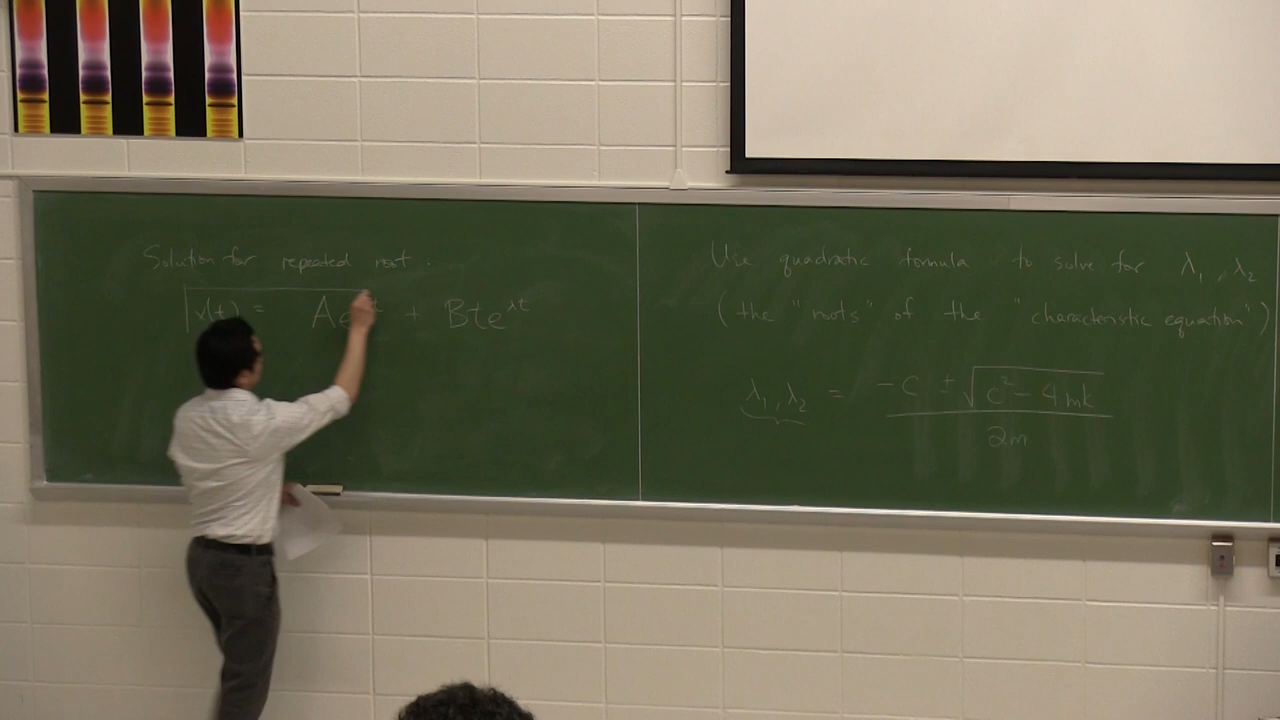 Solution for repeated root.
v(t) = Ae t + Bte^λt
Use quadratic formula to solve for λ₁, λ₂
(the "roots" of the "characteristic equation")
λ₁, λ₂ = -c ± √(c² - 4mk) / 2m